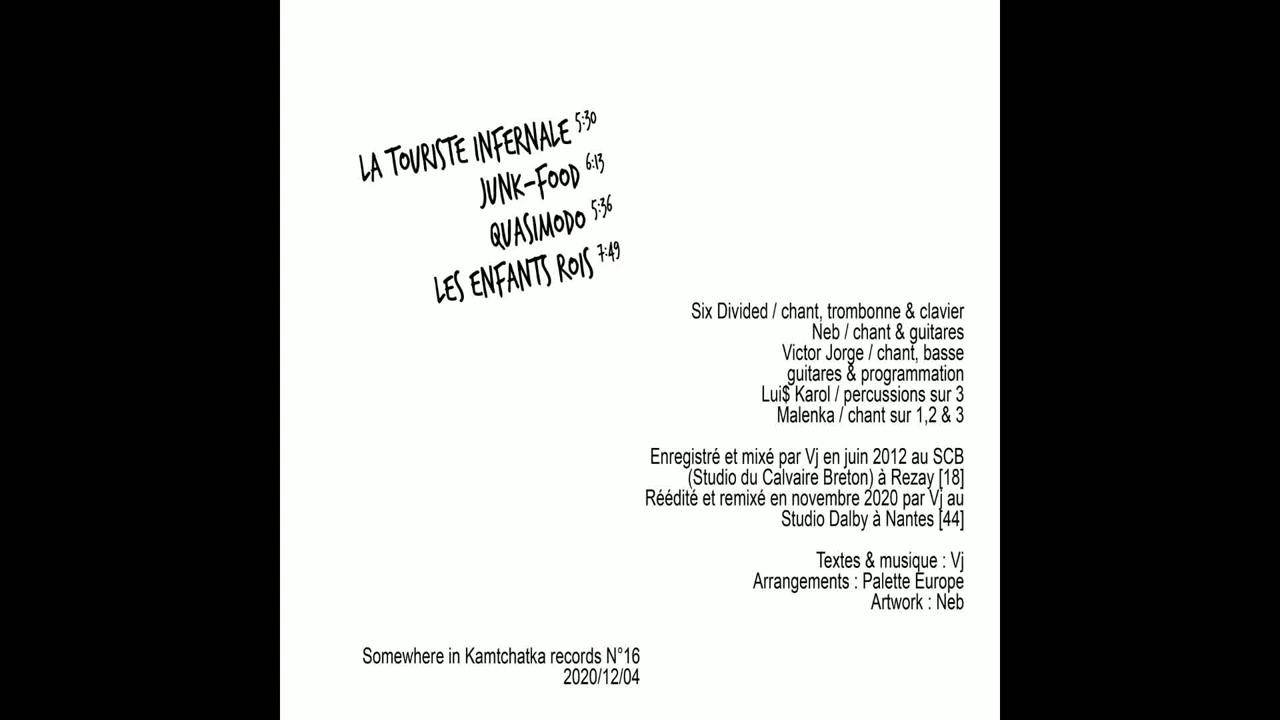 LA TOURISTE INFERNALE 5:30
JUNK-FOOD 6:13
QUASIMODO 5:36
LES ENFANTS ROIS 7:49
Six Divided / chant, trombonne & clavier
Neb / chant & guitares
Victor Jorge / chant, basse
guitares & programmation
Lui$ Karol / percussions sur 3
Malenka / chant sur 1,2 & 3
Enregistré et mixé par Vj en juin 2012 au SCB
(Studio du Calvaire Breton) à Rezay [18]
Réédité et remixé en novembre 2020 par Vj au
Studio Dalby à Nantes [44]
Textes & musique : Vj
Arrangements : Palette Europe
Artwork : Neb
Somewhere in Kamtchatka records N°16
2020/12/04